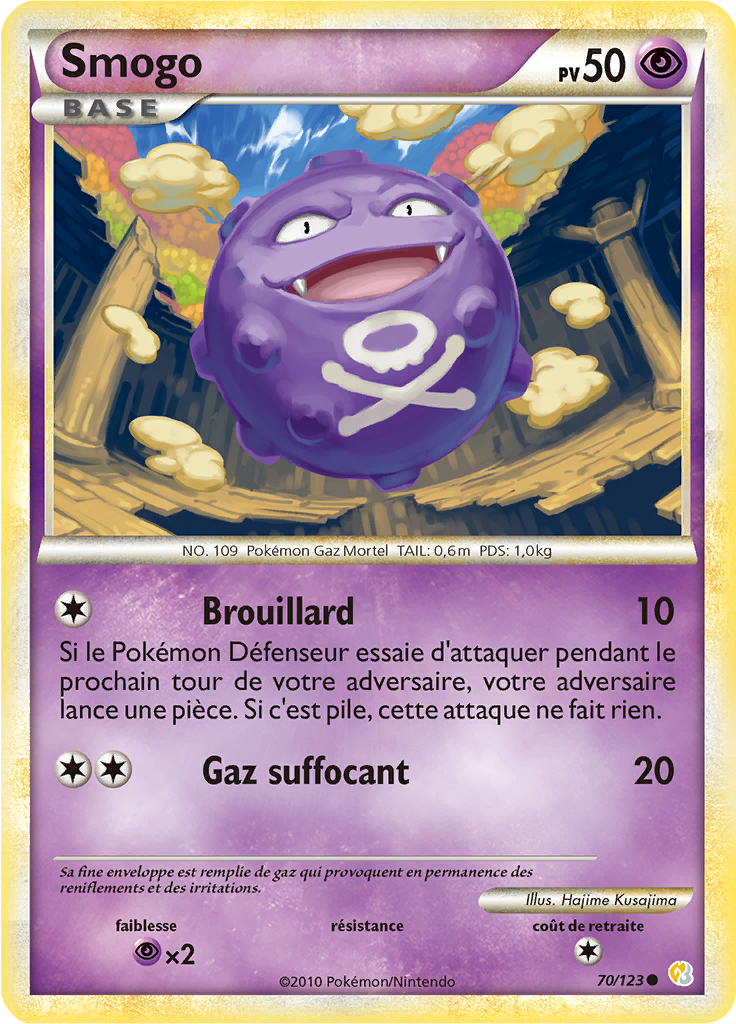 Smogo
PV 50
BASE
NO. 109 Pokémon Gaz Mortel TAIL: 0,6 m PDS: 1,0 kg
Brouillard 10
Si le Pokémon Défenseur essaie d'attaquer pendant le
prochain tour de votre adversaire, votre adversaire
lance une pièce. Si c'est pile, cette attaque ne fait rien.
Gaz suffocant 20
Sa fine enveloppe est remplie de gaz qui provoquent en permanence des
reniflements et des irritations.
Illus. Hajime Kusajima
faiblesse résistance coût de retraite
×2
©2010 Pokémon/Nintendo 70/123